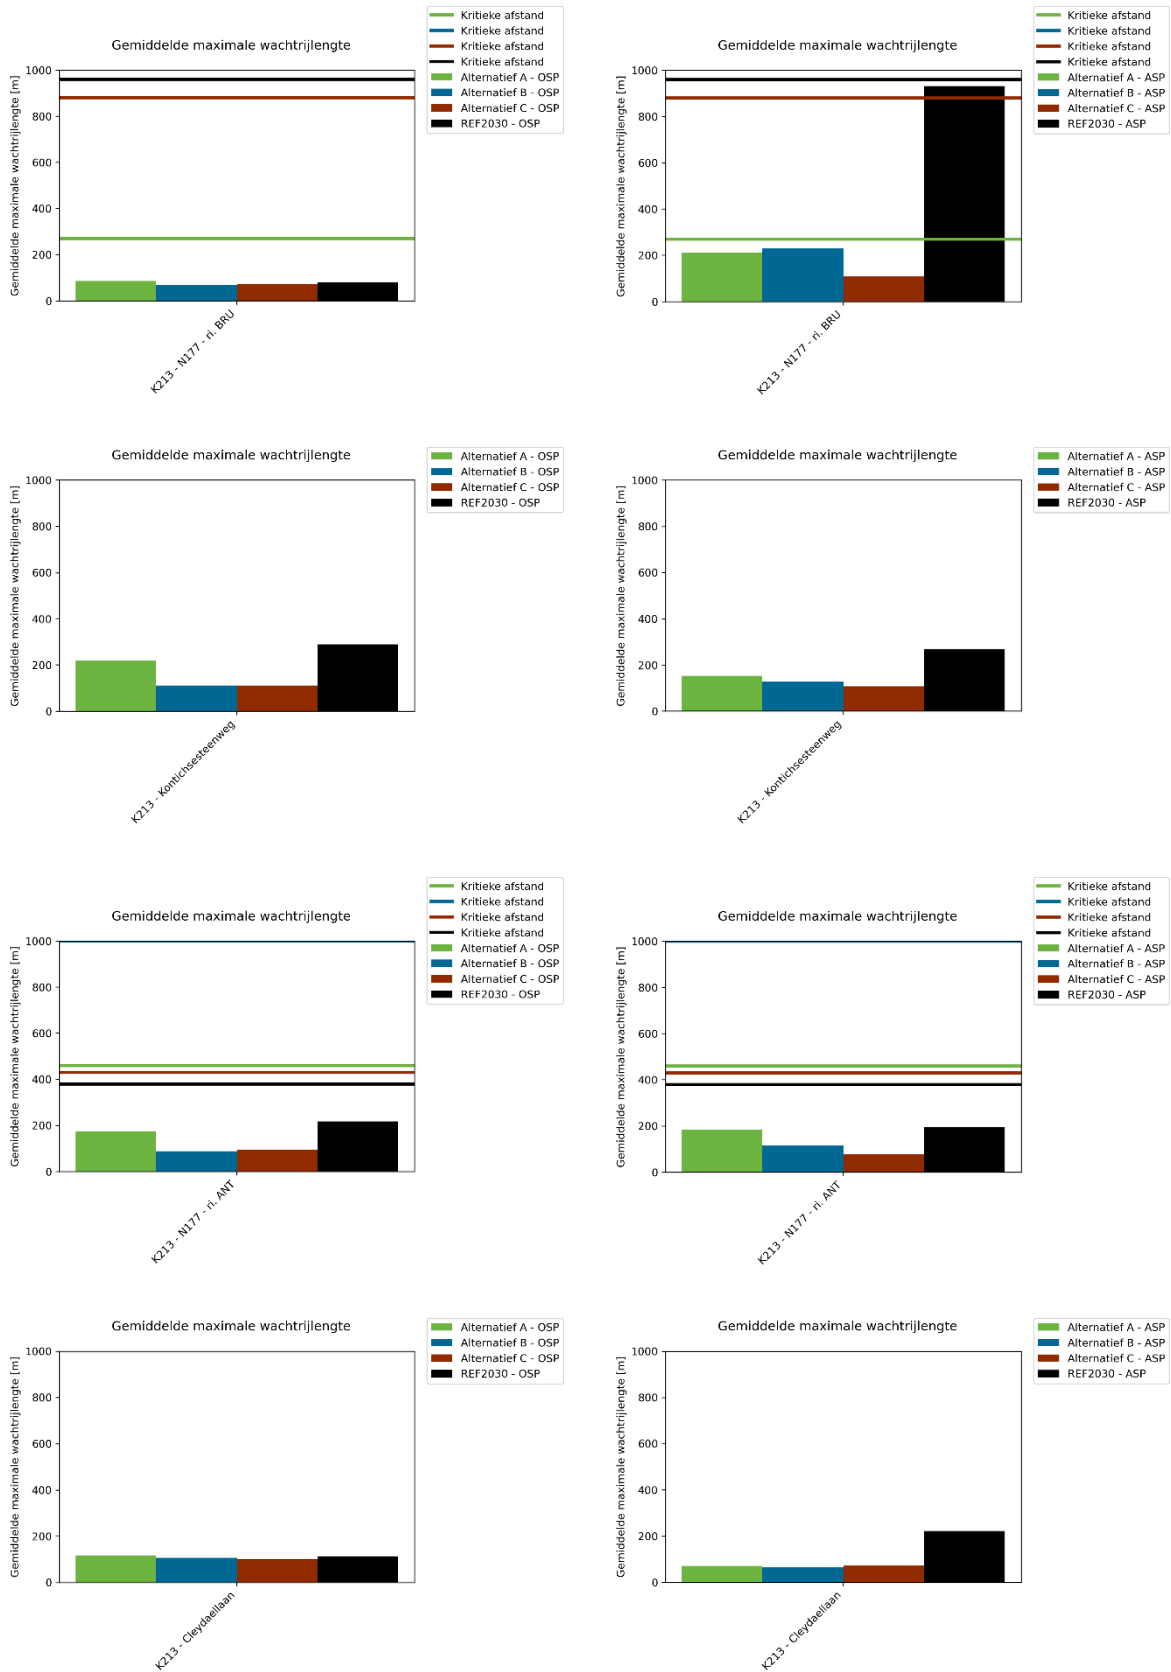 Gemiddelde maximale wachtrijlengte
Kritieke afstand
Kritieke afstand
Kritieke afstand
Kritieke afstand
Alternatief A - OSP
Alternatief B - OSP
Alternatief C - OSP
REF2030 - OSP
Gemiddelde maximale wachtrijlengte [m]
1000
800
600
400
200
0
K213 - N177 - ri. BRU
Gemiddelde maximale wachtrijlengte
Kritieke afstand
Kritieke afstand
Kritieke afstand
Kritieke afstand
Alternatief A - ASP
Alternatief B - ASP
Alternatief C - ASP
REF2030 - ASP
Gemiddelde maximale wachtrijlengte [m]
1000
800
600
400
200
0
K213 - N177 - ri. BRU
Gemiddelde maximale wachtrijlengte
Alternatief A - OSP
Alternatief B - OSP
Alternatief C - OSP
REF2030 - OSP
Gemiddelde maximale wachtrijlengte [m]
1000
800
600
400
200
0
K213 - Kontichsesteenweg
Gemiddelde maximale wachtrijlengte
Alternatief A - ASP
Alternatief B - ASP
Alternatief C - ASP
REF2030 - ASP
Gemiddelde maximale wachtrijlengte [m]
1000
800
600
400
200
0
K213 - Kontichsesteenweg
Gemiddelde maximale wachtrijlengte
Kritieke afstand
Kritieke afstand
Kritieke afstand
Kritieke afstand
Alternatief A - OSP
Alternatief B - OSP
Alternatief C - OSP
REF2030 - OSP
Gemiddelde maximale wachtrijlengte [m]
1000
800
600
400
200
0
K213 - N177 - ri. ANT
Gemiddelde maximale wachtrijlengte
Kritieke afstand
Kritieke afstand
Kritieke afstand
Kritieke afstand
Alternatief A - ASP
Alternatief B - ASP
Alternatief C - ASP
REF2030 - ASP
Gemiddelde maximale wachtrijlengte [m]
1000
800
600
400
200
0
K213 - N177 - ri. ANT
Gemiddelde maximale wachtrijlengte
Alternatief A - OSP
Alternatief B - OSP
Alternatief C - OSP
REF2030 - OSP
Gemiddelde maximale wachtrijlengte [m]
1000
800
600
400
200
0
K213 - Cleydaellaan
Gemiddelde maximale wachtrijlengte
Alternatief A - ASP
Alternatief B - ASP
Alternatief C - ASP
REF2030 - ASP
Gemiddelde maximale wachtrijlengte [m]
1000
800
600
400
200
0
K213 - Cleydaellaan